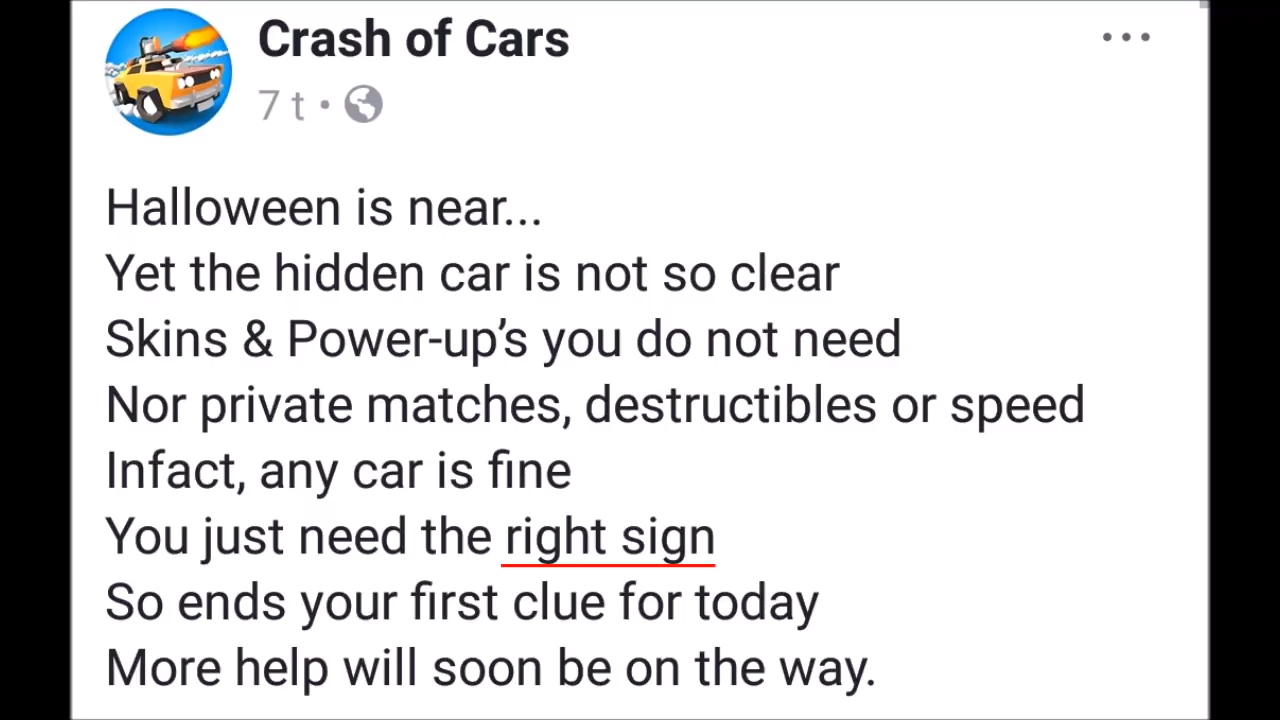 Crash of Cars
7 t •
Halloween is near...
Yet the hidden car is not so clear
Skins & Power-up’s you do not need
Nor private matches, destructibles or speed
Infact, any car is fine
You just need the right sign
So ends your first clue for today
More help will soon be on the way.